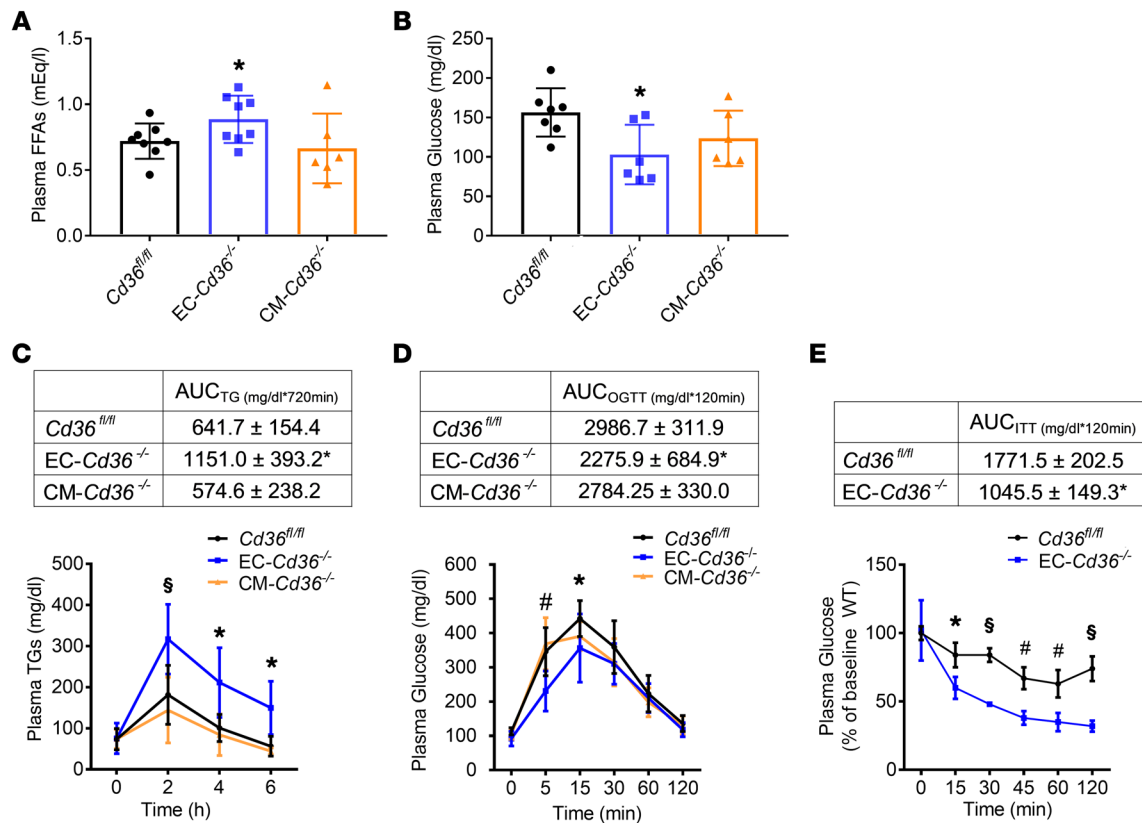 A
Plasma FFAs (mEq/l)
1.5
1.0
0.5
0.0
*
Cd36fl/fl
EC-Cd36-/-
CM-Cd36-/-
B
Plasma Glucose (mg/dl)
250
200
150
100
50
0
*
Cd36fl/fl
EC-Cd36-/-
CM-Cd36-/-
C
AUCTG (mg/dl*720min)
Cd36 fl/fl 641.7 ± 154.4
EC-Cd36 -/- 1151.0 ± 393.2*
CM-Cd36 -/- 574.6 ± 238.2
Cd36fl/fl
EC-Cd36-/-
CM-Cd36-/-
Plasma TGs (mg/dl)
500
400
300
200
100
0
§ * *
0 2 4 6
Time (h)
D
AUCOGTT (mg/dl*120min)
Cd36 fl/fl 2986.7 ± 311.9
EC-Cd36 -/- 2275.9 ± 684.9*
CM-Cd36 -/- 2784.25 ± 330.0
Cd36fl/fl
EC-Cd36-/-
CM-Cd36-/-
Plasma Glucose (mg/dl)
600
500
400
300
200
100
0
# *
0 5 15 30 60 120
Time (min)
E
AUCITT (mg/dl*120min)
Cd36 fl/fl 1771.5 ± 202.5
EC-Cd36 -/- 1045.5 ± 149.3*
Cd36fl/fl
EC-Cd36-/-
Plasma Glucose
(% of baseline WT)
150
100
50
0
* § # # §
0 15 30 45 60 120
Time (min)